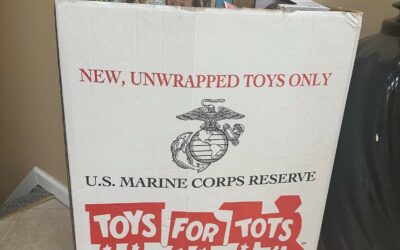 NEW, UNWRAPPED TOYS ONLY
U.S. MARINE CORPS RESERVE
TOYS FOR TOTS